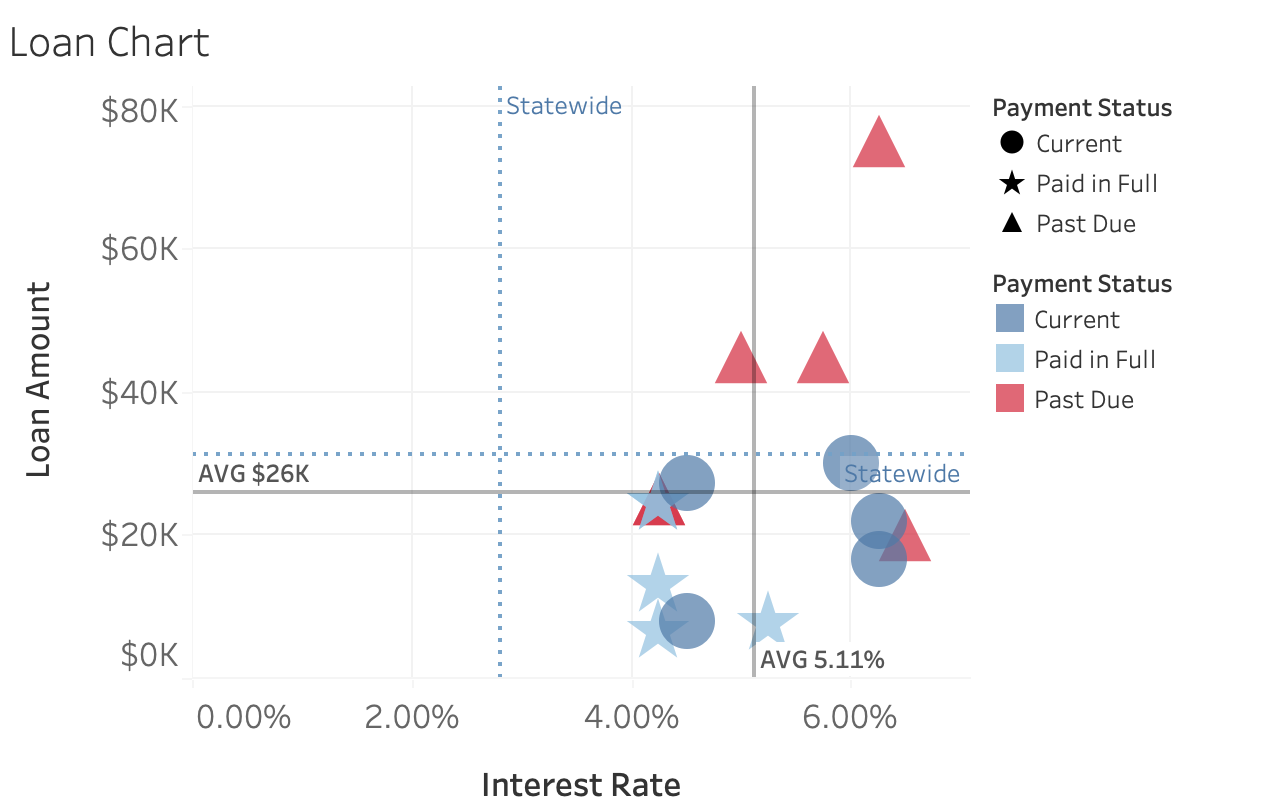 Loan Chart
$80K
$60K
$40K
$20K
$0K
Loan Amount
Statewide
AVG $26K
Statewide
AVG 5.11%
0.00%
2.00%
4.00%
6.00%
Interest Rate
Payment Status
Current
Paid in Full
Past Due
Payment Status
Current
Paid in Full
Past Due